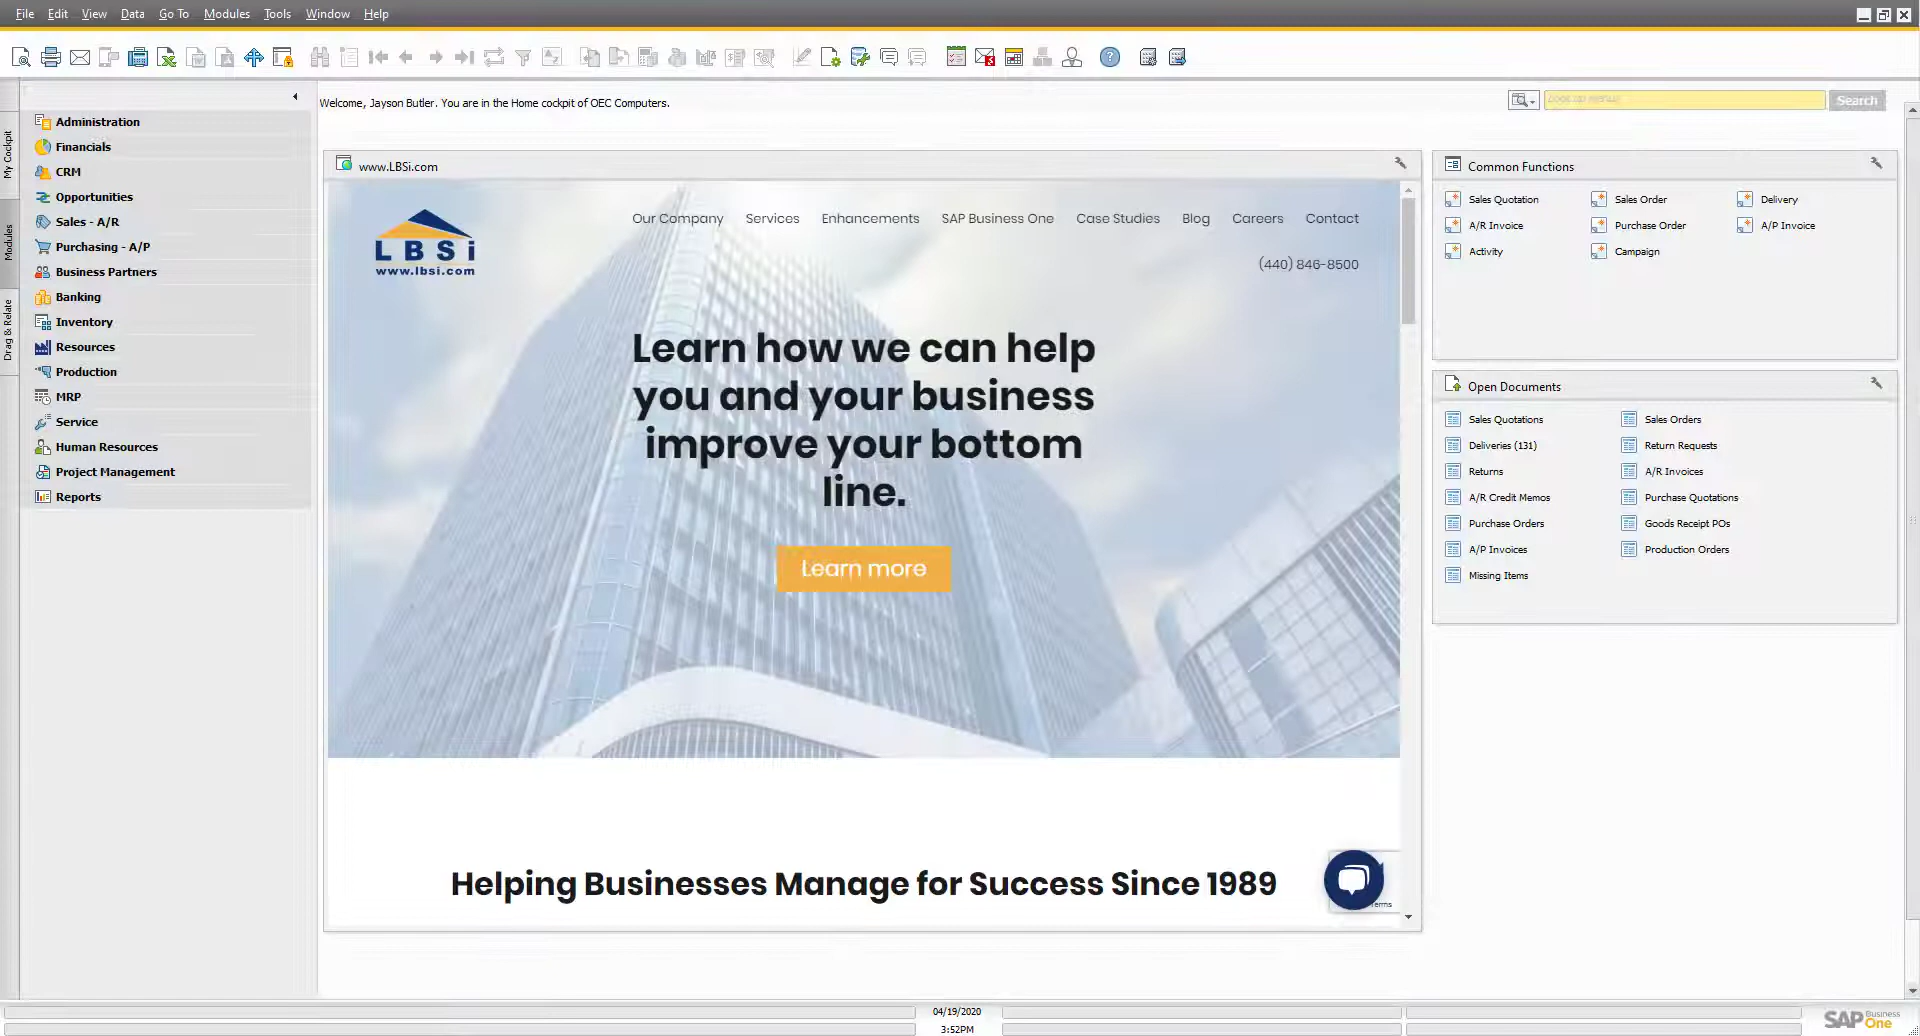 File Edit View Data Go To Modules Tools Window Help
Welcome, Jayson Butler. You are in the Home cockpit of OEC Computers.
Search
My Cockpit
Modules
Drag & Relate
Administration
Financials
CRM
Opportunities
Sales - A/R
Purchasing - A/P
Business Partners
Banking
Inventory
Resources
Production
MRP
Service
Human Resources
Project Management
Reports
www.LBSi.com
LBSi
www.lbsi.com
Our Company Services Enhancements SAP Business One Case Studies Blog Careers Contact
(440) 846-8500
Learn how we can help
you and your business
improve your bottom
line.
Learn more
Helping Businesses Manage for Success Since 1989
Terms
Common Functions
Sales Quotation Sales Order Delivery
A/R Invoice Purchase Order A/P Invoice
Activity Campaign
Open Documents
Sales Quotations Sales Orders
Deliveries (131) Return Requests
Returns A/R Invoices
A/R Credit Memos Purchase Quotations
Purchase Orders Goods Receipt POs
A/P Invoices Production Orders
Missing Items
04/19/2020
3:52PM
SAP Business One